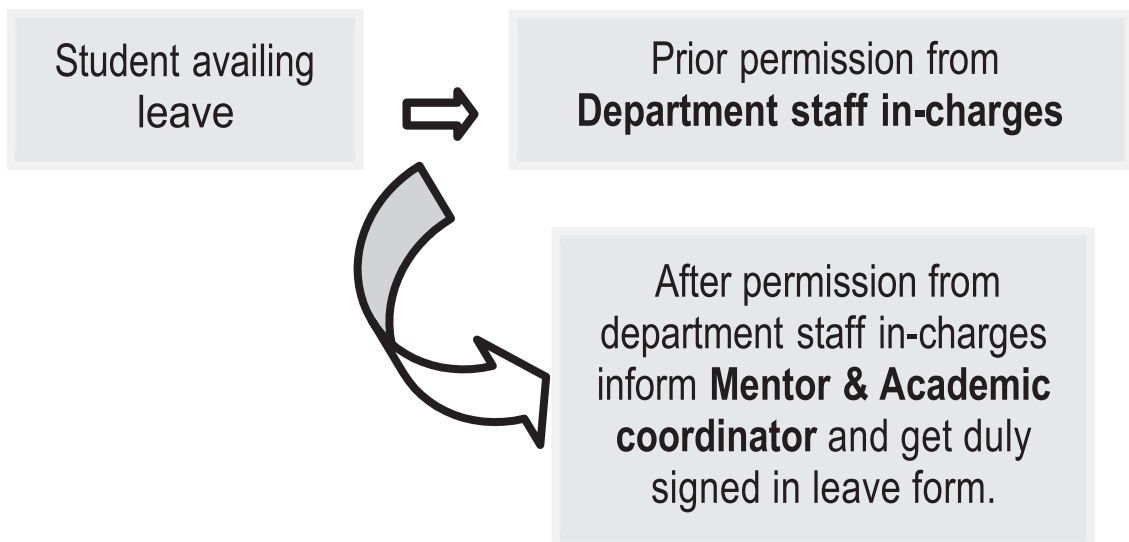 Student availing
leave
Prior permission from
Department staff in-charges
After permission from
department staff in-charges
inform Mentor & Academic
coordinator and get duly
signed in leave form.